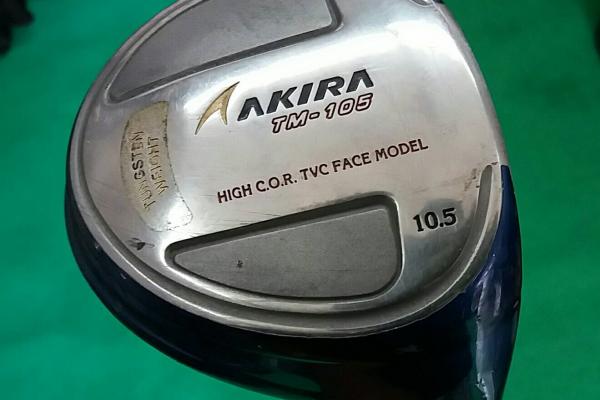 AKIRA
TM-105
TUNGSTEN
WEIGHT
HIGH C.O.R. TVC FACE MODEL
10.5